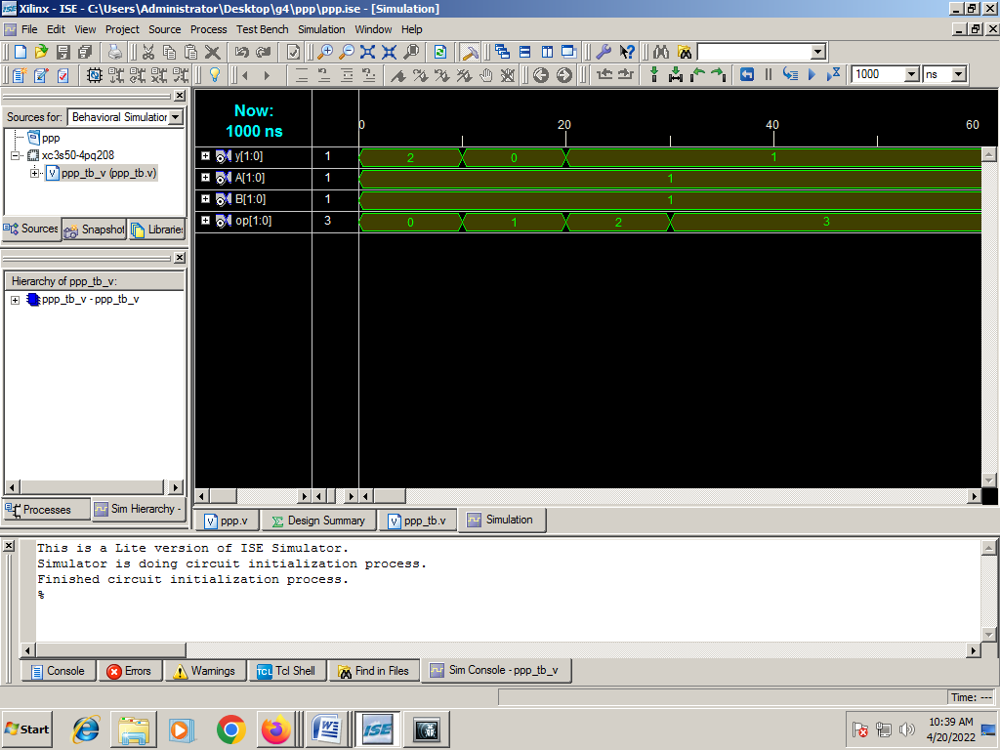 Xilinx - ISE - C:\Users\Administrator\Desktop\g4\ppp\ppp.ise - [Simulation]
File Edit View Project Source Process Test Bench Simulation Window Help
1000 ns
Sources for: Behavioral Simulation
ppp
xc3s50-4pq208
ppp_tb_v (ppp_tb.v)
Sources Snapshot Libraries
Hierarchy of ppp_tb_v:
ppp_tb_v - ppp_tb_v
Processes Sim Hierarchy -
Now:
1000 ns
0 20 40 60
y[1:0] 1 2 0 1
A[1:0] 1 1
B[1:0] 1 1
op[1:0] 3 0 1 2 3
ppp.v Design Summary ppp_tb.v Simulation
This is a Lite version of ISE Simulator.
Simulator is doing circuit initialization process.
Finished circuit initialization process.
%
Console Errors Warnings Tcl Shell Find in Files Sim Console - ppp_tb_v
Time: ---
Start
ISE
10:39 AM
4/20/2022